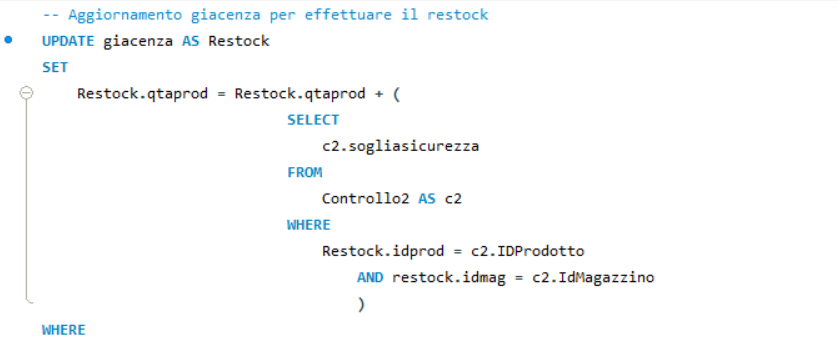 -- Aggiornamento giacenza per effettuare il restock
UPDATE giacenza AS Restock
SET
Restock.qtaprod = Restock.qtaprod + (
SELECT
c2.sogliasicurezza
FROM
Controllo2 AS c2
WHERE
Restock.idprod = c2.IDProdotto
AND restock.idmag = c2.IdMagazzino
)
WHERE